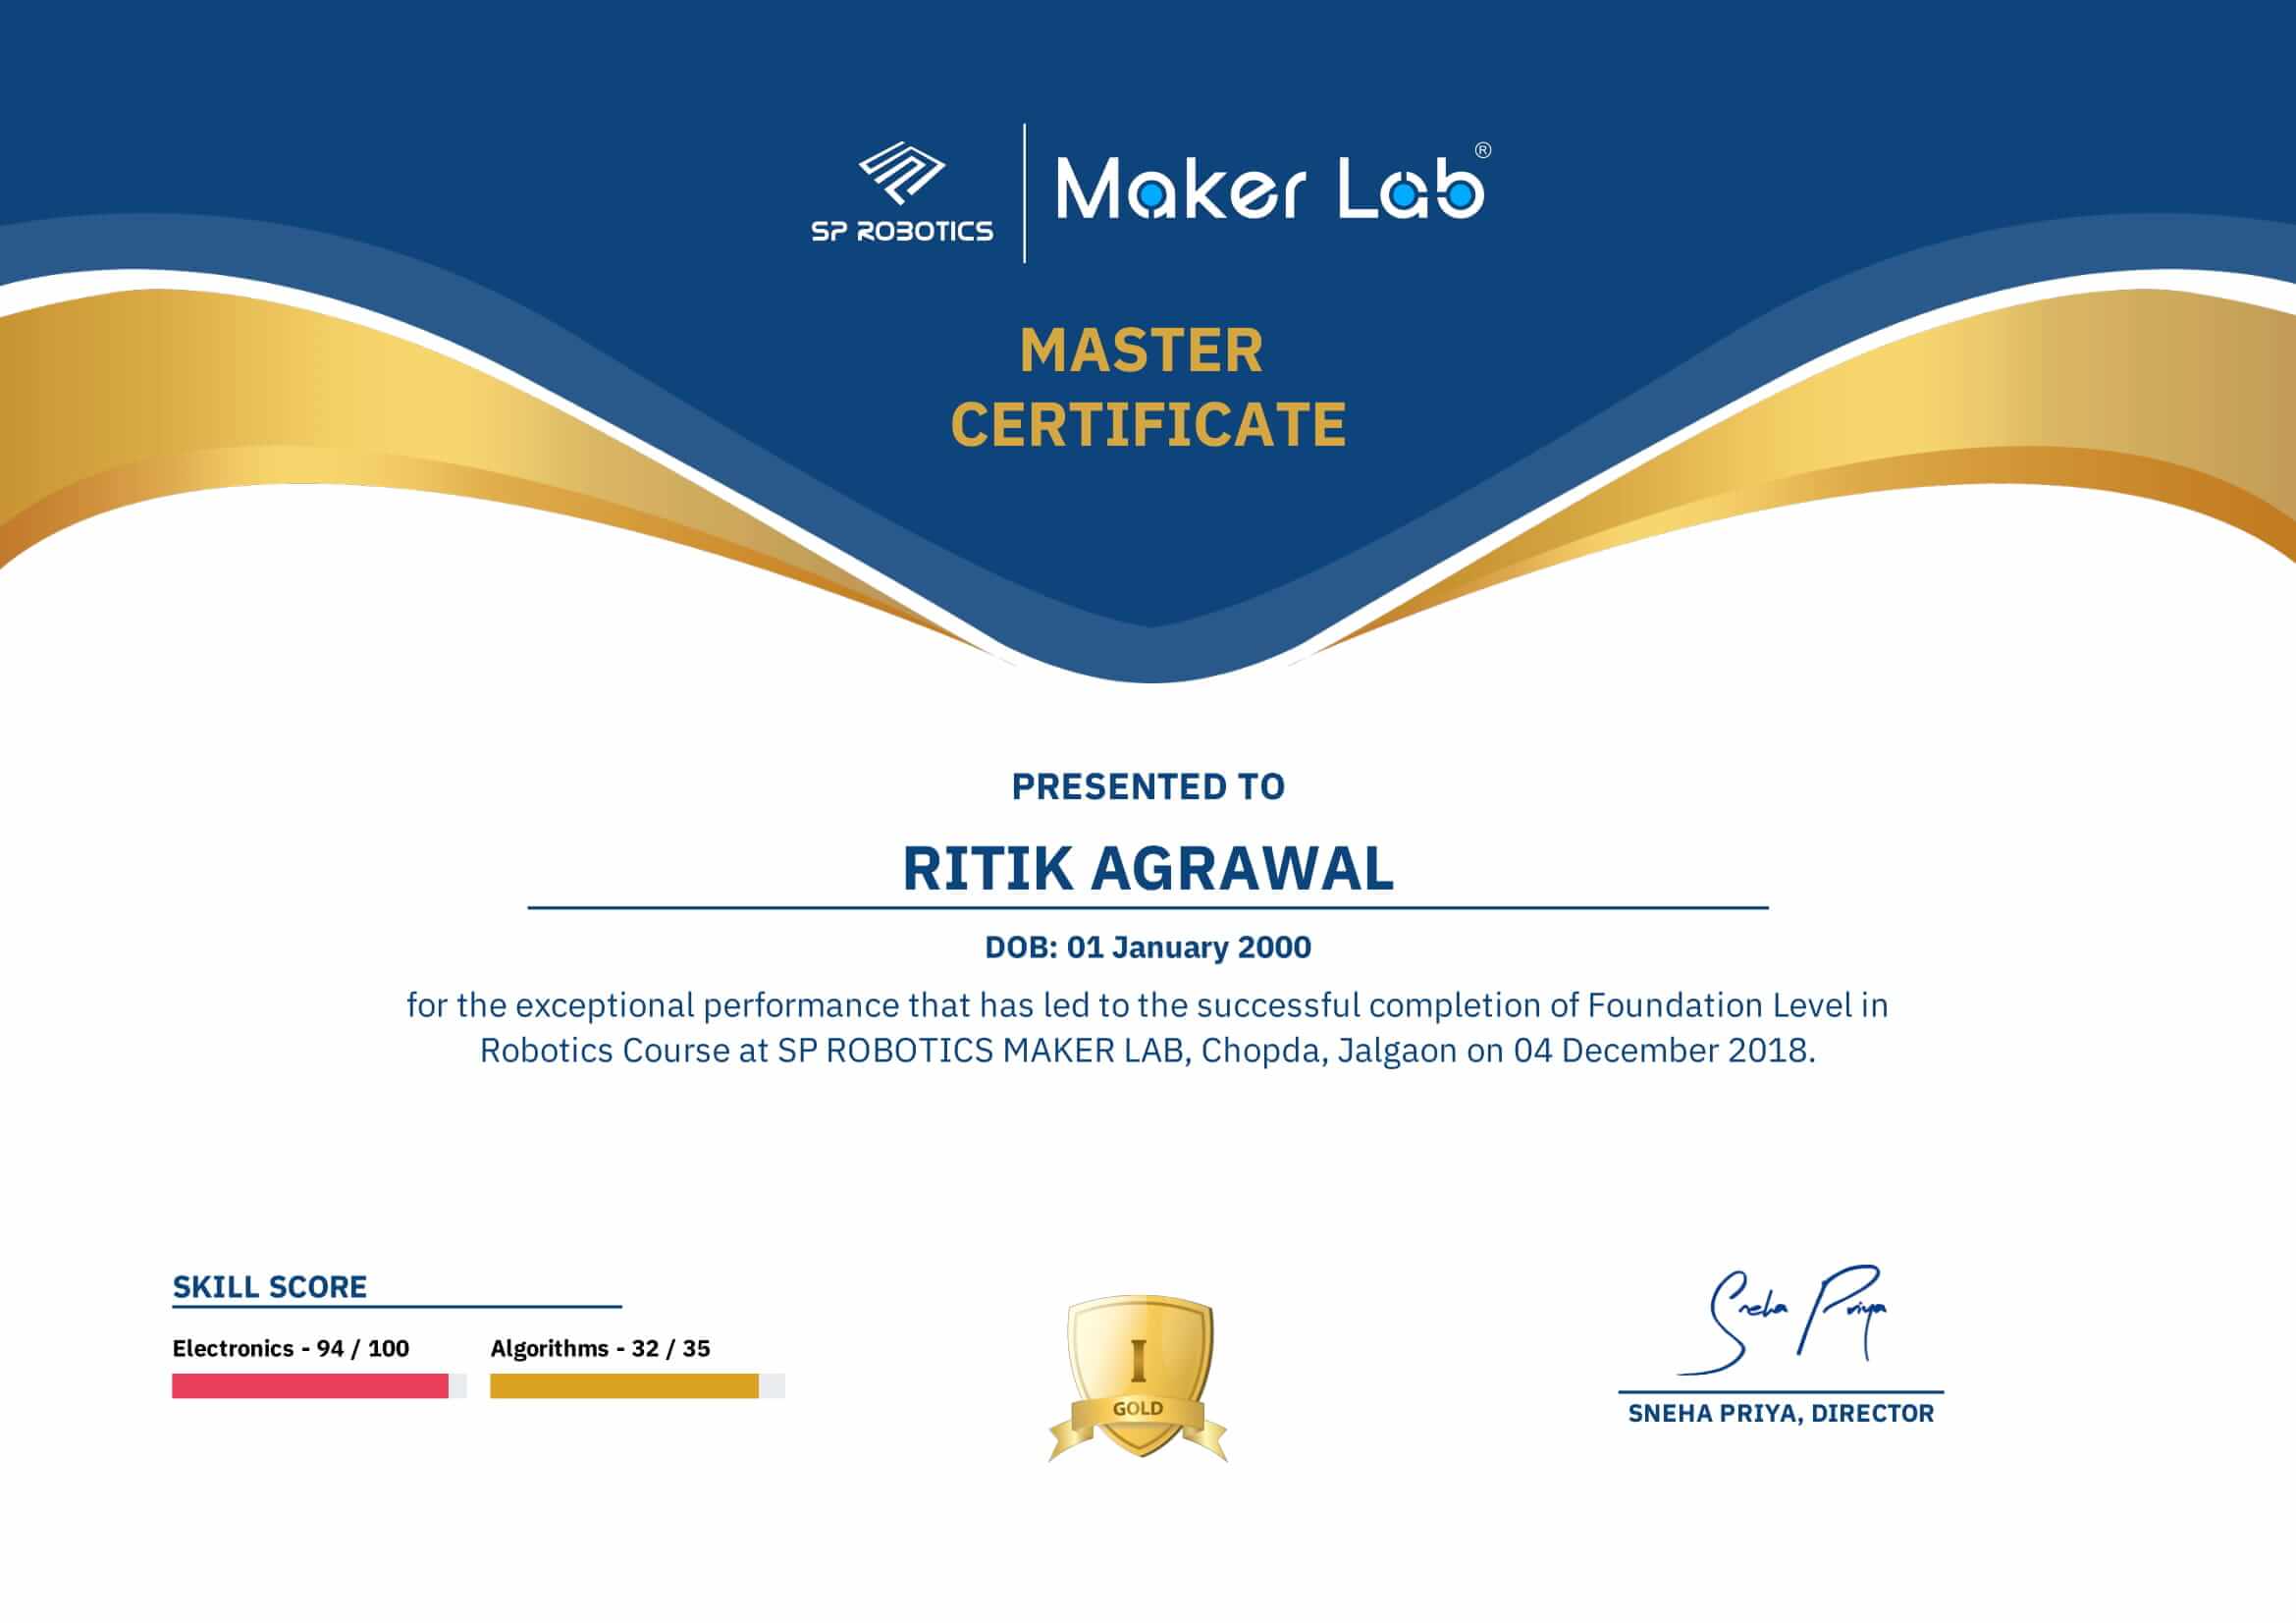 SP ROBOTICS
Maker Lab®
MASTER
CERTIFICATE
PRESENTED TO
RITIK AGRAWAL
DOB: 01 January 2000
for the exceptional performance that has led to the successful completion of Foundation Level in
Robotics Course at SP ROBOTICS MAKER LAB, Chopda, Jalgaon on 04 December 2018.
SKILL SCORE
Electronics - 94 / 100
Algorithms - 32 / 35
I
GOLD
Sneha Priya
SNEHA PRIYA, DIRECTOR